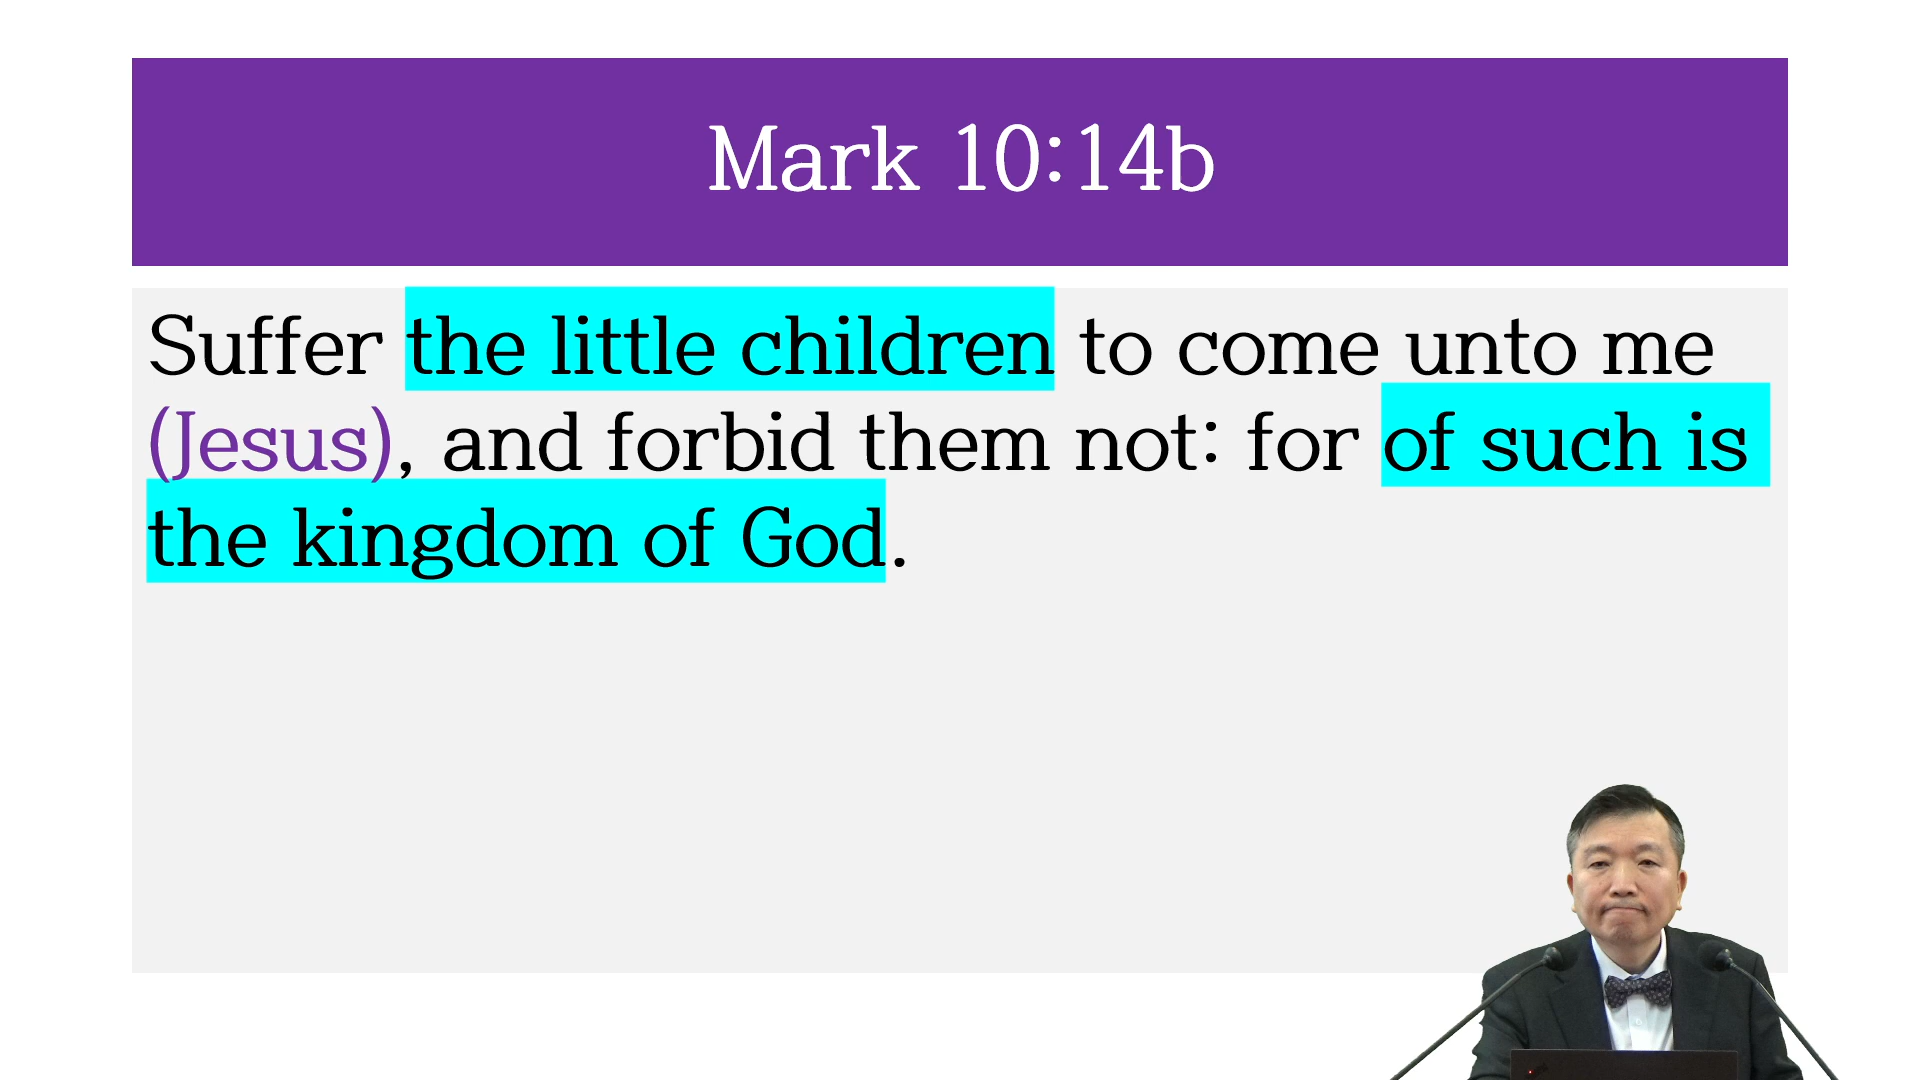 Mark 10:14b
Suffer the little children to come unto me
(Jesus), and forbid them not: for of such is
the kingdom of God.